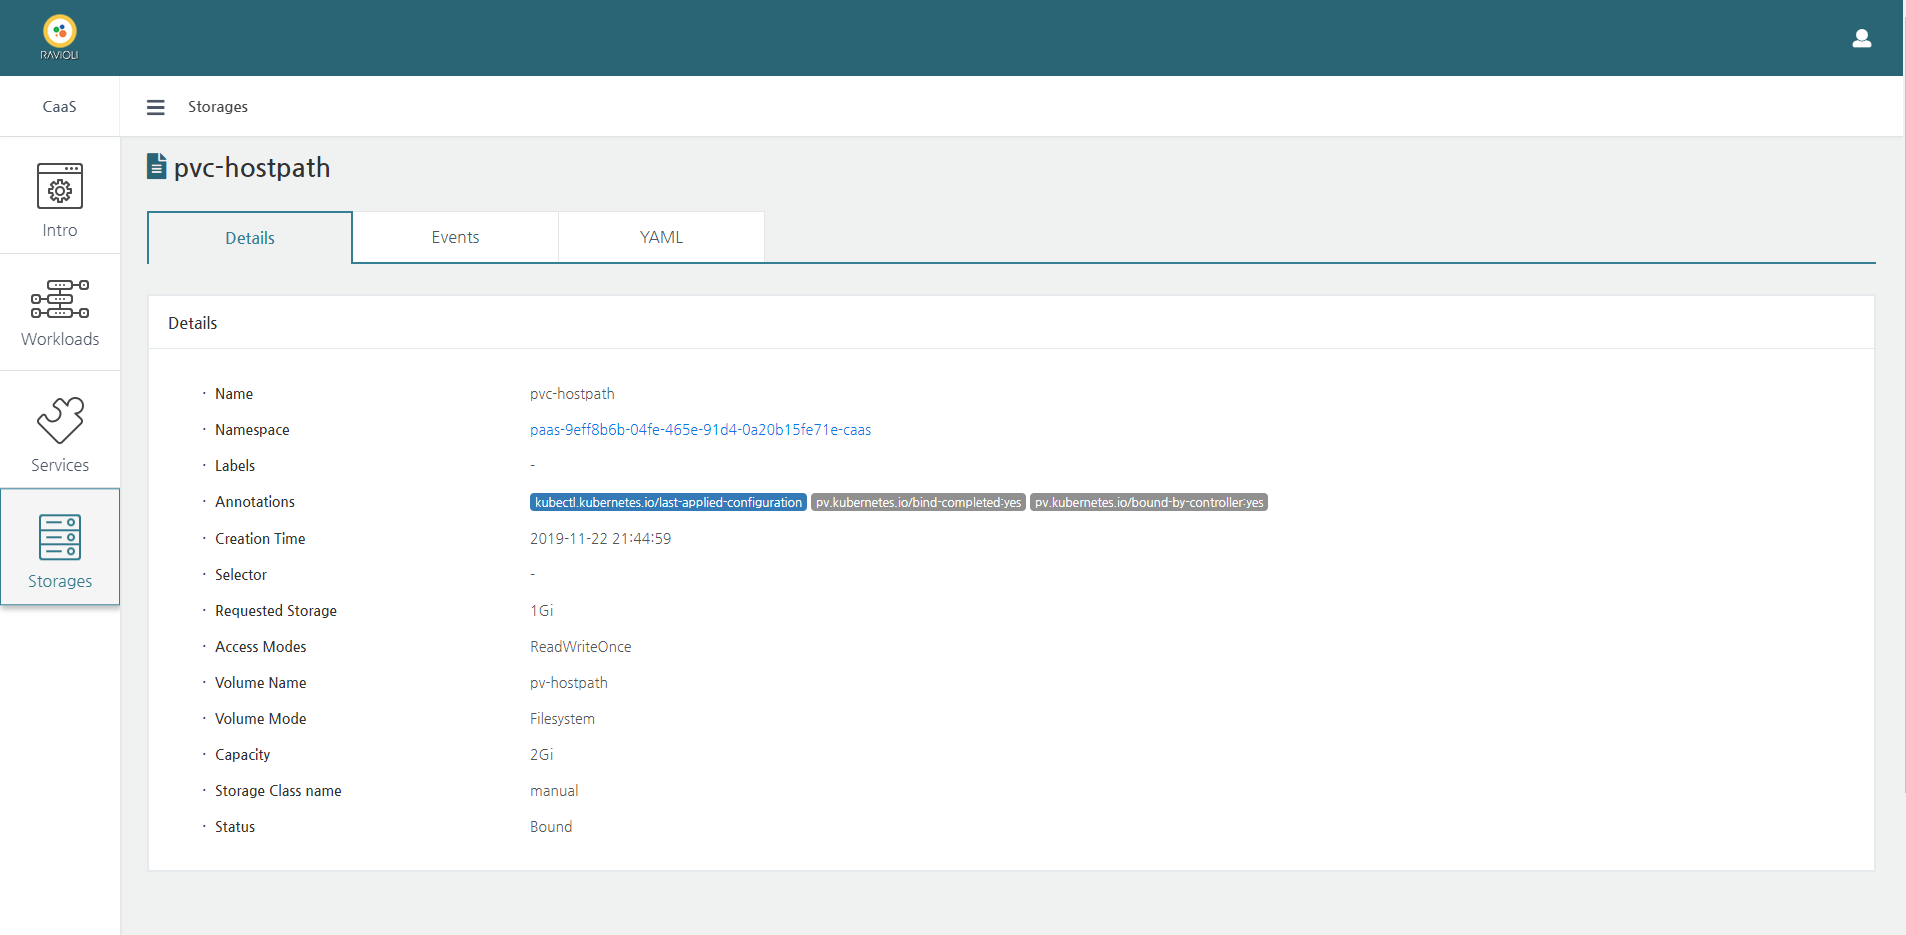 RAVIOLI
CaaS
Storages
Intro
Workloads
Services
Storages
pvc-hostpath
Details Events YAML
Details
· Name pvc-hostpath
· Namespace paas-9eff8b6b-04fe-465e-91d4-0a20b15fe71e-caas
· Labels -
· Annotations kubectl.kubernetes.io/last-applied-configuration pv.kubernetes.io/bind-completed:yes pv.kubernetes.io/bound-by-controller:yes
· Creation Time 2019-11-22 21:44:59
· Selector -
· Requested Storage 1Gi
· Access Modes ReadWriteOnce
· Volume Name pv-hostpath
· Volume Mode Filesystem
· Capacity 2Gi
· Storage Class name manual
· Status Bound